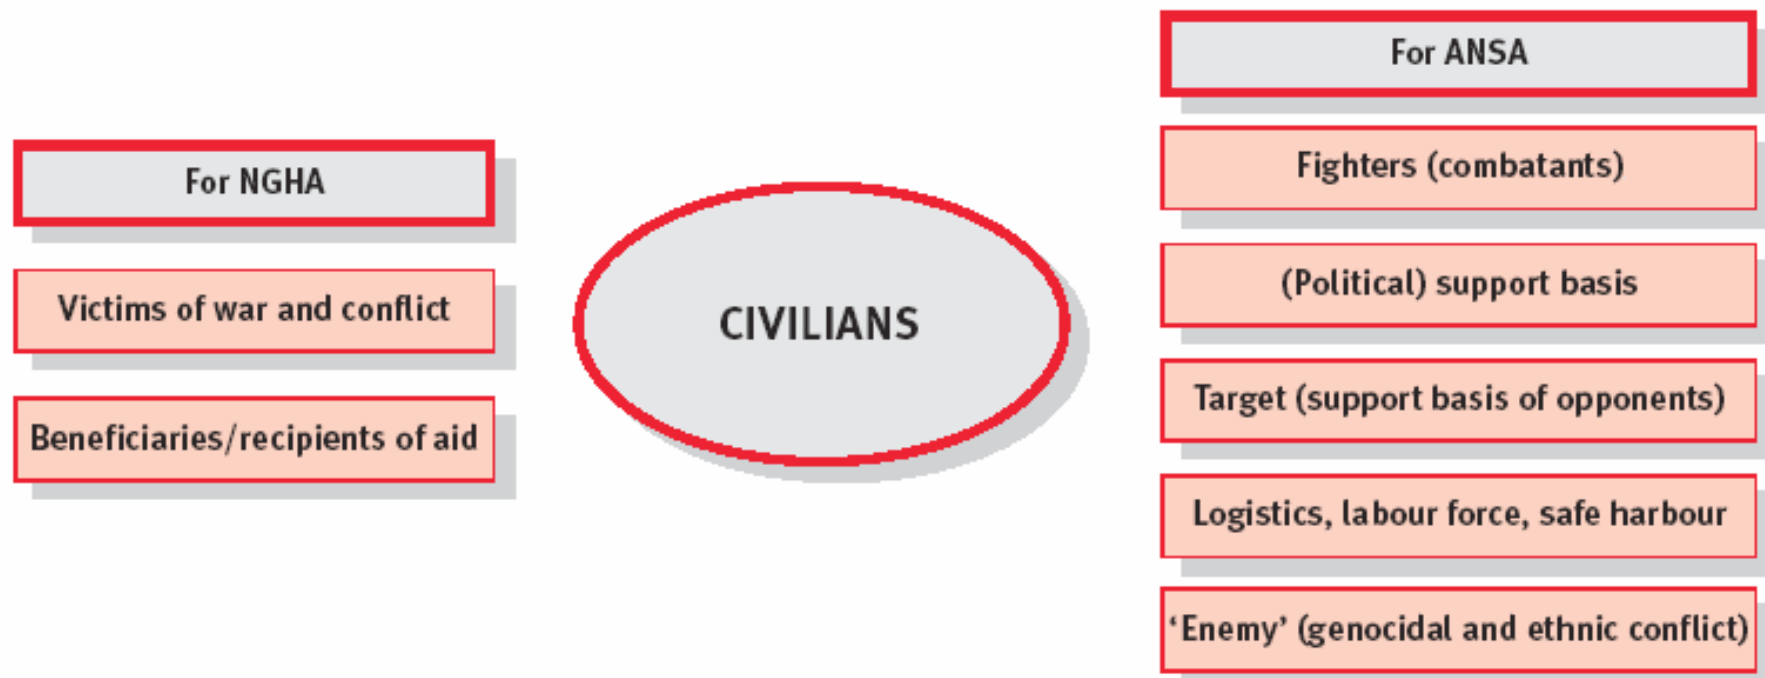 For NGHA
Victims of war and conflict
Beneficiaries/recipients of aid
CIVILIANS
For ANSA
Fighters (combatants)
(Political) support basis
Target (support basis of opponents)
Logistics, labour force, safe harbour
‘Enemy’ (genocidal and ethnic conflict)